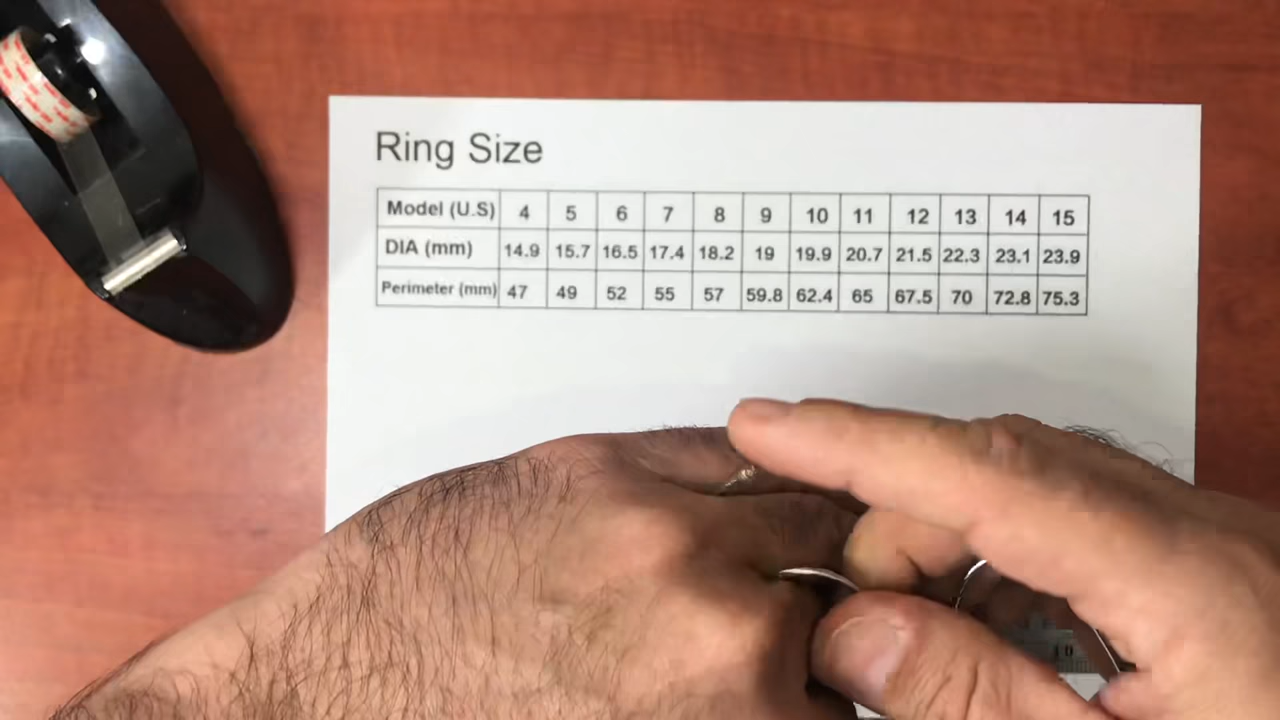 Ring Size
Model (U.S) 4 5 6 7 8 9 10 11 12 13 14 15
DIA (mm) 14.9 15.7 16.5 17.4 18.2 19 19.9 20.7 21.5 22.3 23.1 23.9
Perimeter (mm) 47 49 52 55 57 59.8 62.4 65 67.5 70 72.8 75.3